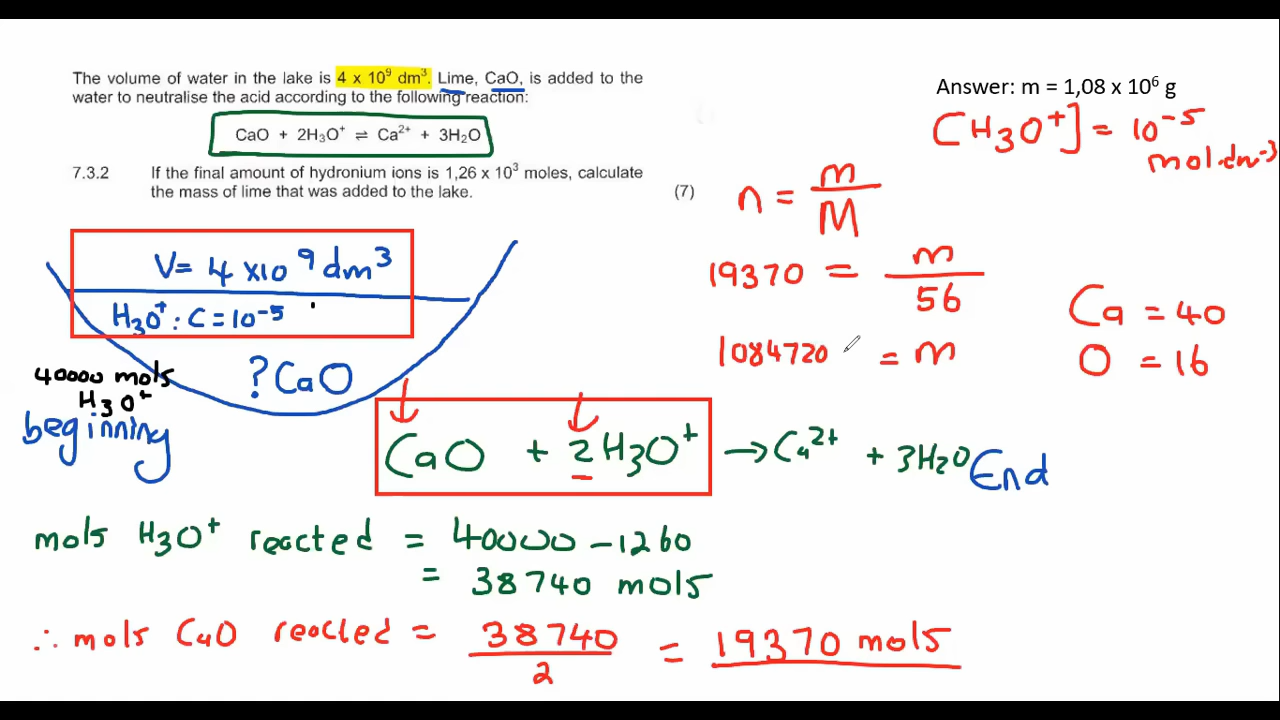 The volume of water in the lake is 4 x 10⁹ dm³. Lime, CaO, is added to the
water to neutralise the acid according to the following reaction:
CaO + 2H₃O⁺ ⇌ Ca²⁺ + 3H₂O
7.3.2 If the final amount of hydronium ions is 1,26 x 10³ moles, calculate
the mass of lime that was added to the lake. (7)
Answer: m = 1,08 x 10⁶ g
[H₃O⁺] = 10⁻⁵
mol.dm⁻³
n = m/M
19370 = m/56
1084720 = m
Ca = 40
O = 16
V = 4 x10⁹ dm³
H₃O⁺ : C = 10⁻⁵
? CaO
40000 mols
H₃O⁺
beginning
CaO + 2H₃O⁺ → Ca²⁺ + 3H₂O
End
mols H₃O⁺ reacted = 40000 - 1260
= 38740 mols
∴ mols CaO reacted = 38740/2 = 19370 mols